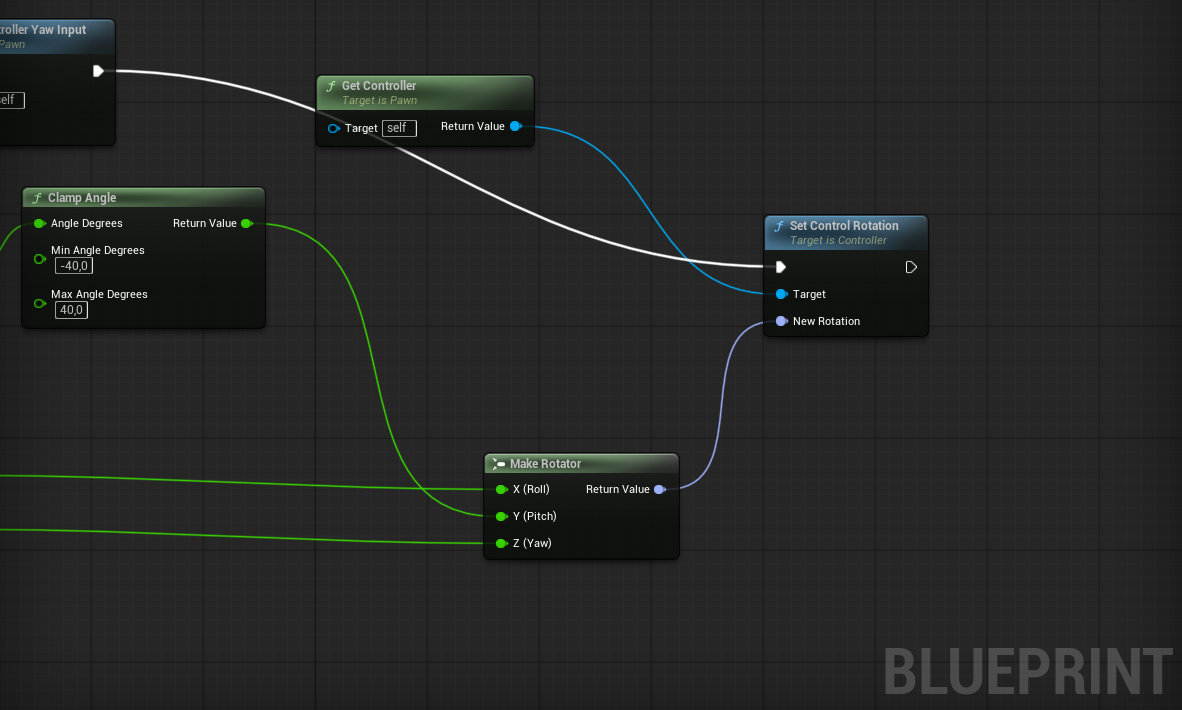 troller Yaw Input
Pawn
self
Get Controller
Target is Pawn
Target self Return Value
Clamp Angle
Angle Degrees Return Value
Min Angle Degrees
-40,0
Max Angle Degrees
40,0
Set Control Rotation
Target is Controller
Target
New Rotation
Make Rotator
X (Roll) Return Value
Y (Pitch)
Z (Yaw)
BLUEPRINT